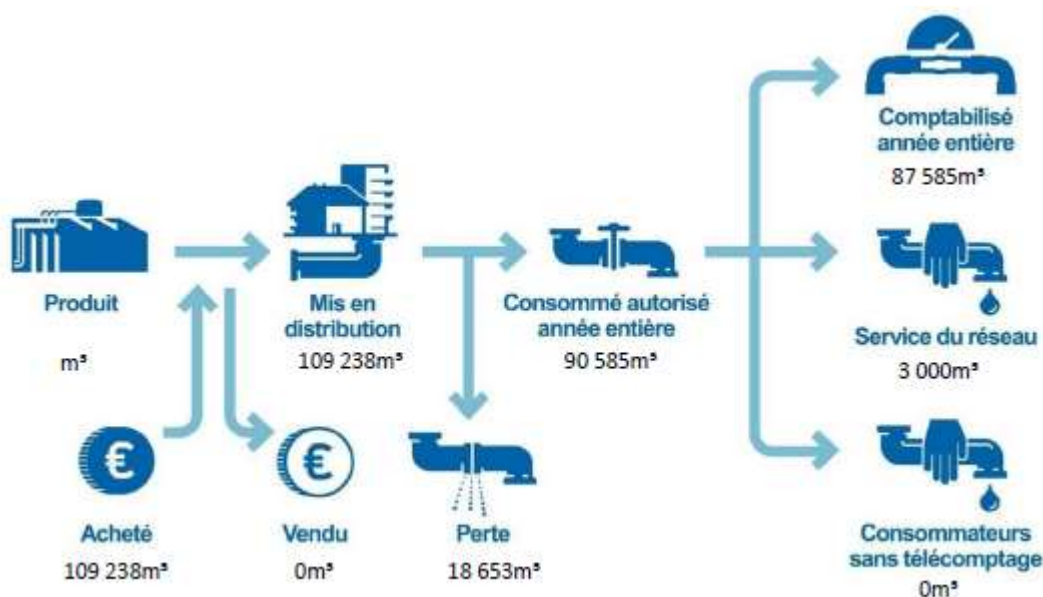 Comptabilisé
année entière
87 585m³
Produit
m³
Mis en
distribution
109 238m³
Consommé autorisé
année entière
90 585m³
Service du réseau
3 000m³
€
Acheté
109 238m³
€
Vendu
0m³
Perte
18 653m³
Consommateurs
sans télécomptage
0m³